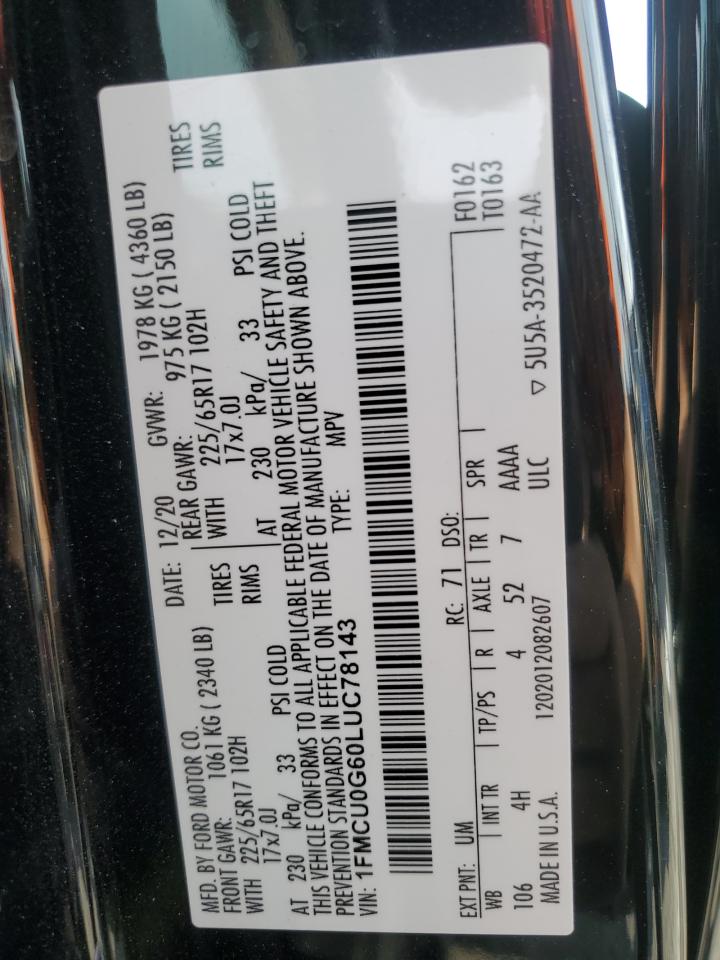 MFD. BY FORD MOTOR CO.
DATE: 12/20 GVWR: 1978 KG ( 4360 LB)
FRONT GAWR: 1061 KG ( 2340 LB) REAR GAWR: 975 KG ( 2150 LB)
WITH 225/65R17 102H TIRES WITH 225/65R17 102H TIRES
17x7.0J RIMS 17x7.0J RIMS
AT 230 kPa/ 33 PSI COLD AT 230 kPa/ 33 PSI COLD
THIS VEHICLE CONFORMS TO ALL APPLICABLE FEDERAL MOTOR VEHICLE SAFETY AND THEFT
PREVENTION STANDARDS IN EFFECT ON THE DATE OF MANUFACTURE SHOWN ABOVE.
VIN: 1FMCU0G60LUC78143 TYPE: MPV
EXT PNT: UM RC: 71 DSO: F0162
WB INT TR TP/PS R AXLE TR SPR T0163
106 4H 4 52 7 AAAA
ULC
MADE IN U.S.A. 1202012082607 ▽ 5U5A-3520472-AA